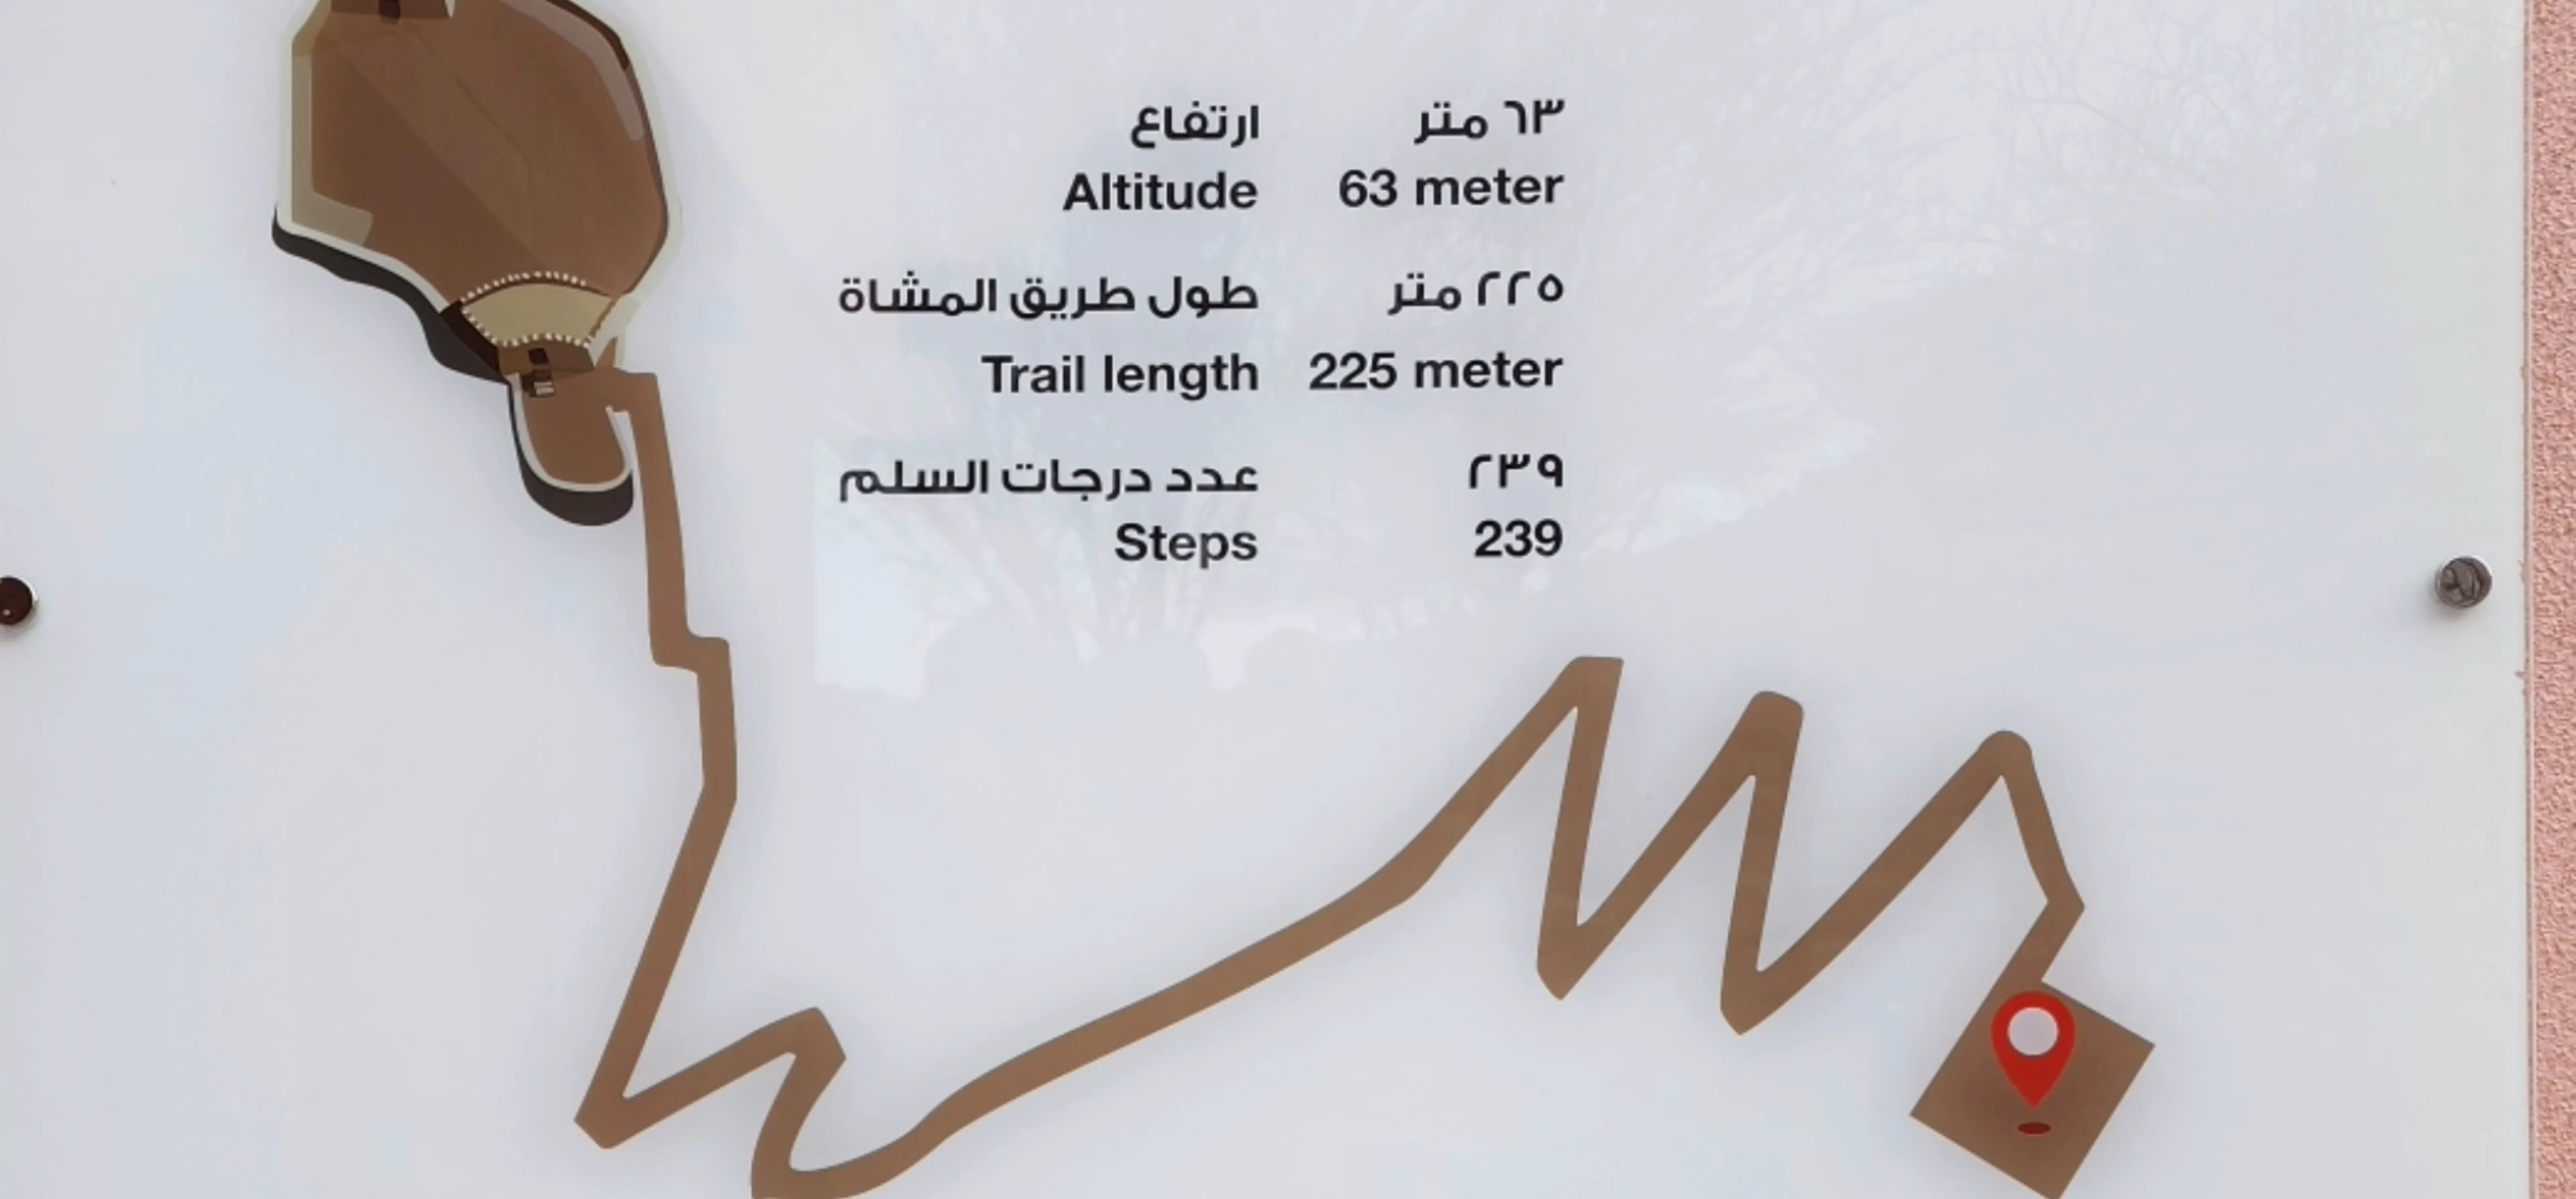 ارتفاع ٦٣ متر
Altitude 63 meter
طول طريق المشاة ٢٢٥ متر
Trail length 225 meter
عدد درجات السلم ٢٣٩
Steps 239